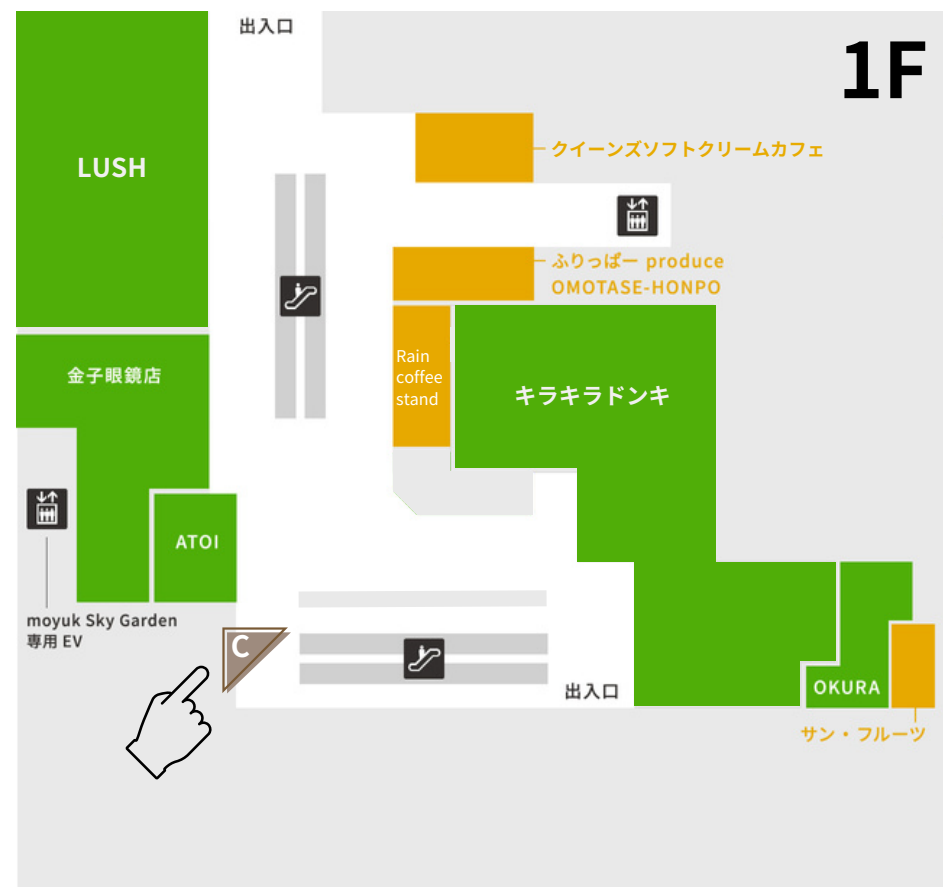 出入口
1F
LUSH
クイーンズソフトクリームカフェ
ふりっぱー produce
OMOTASE-HONPO
Rain
coffee
stand
金子眼鏡店
キラキラドンキ
ATOI
moyuk Sky Garden
専用 EV
C
出入口
OKURA
サン・フルーツ